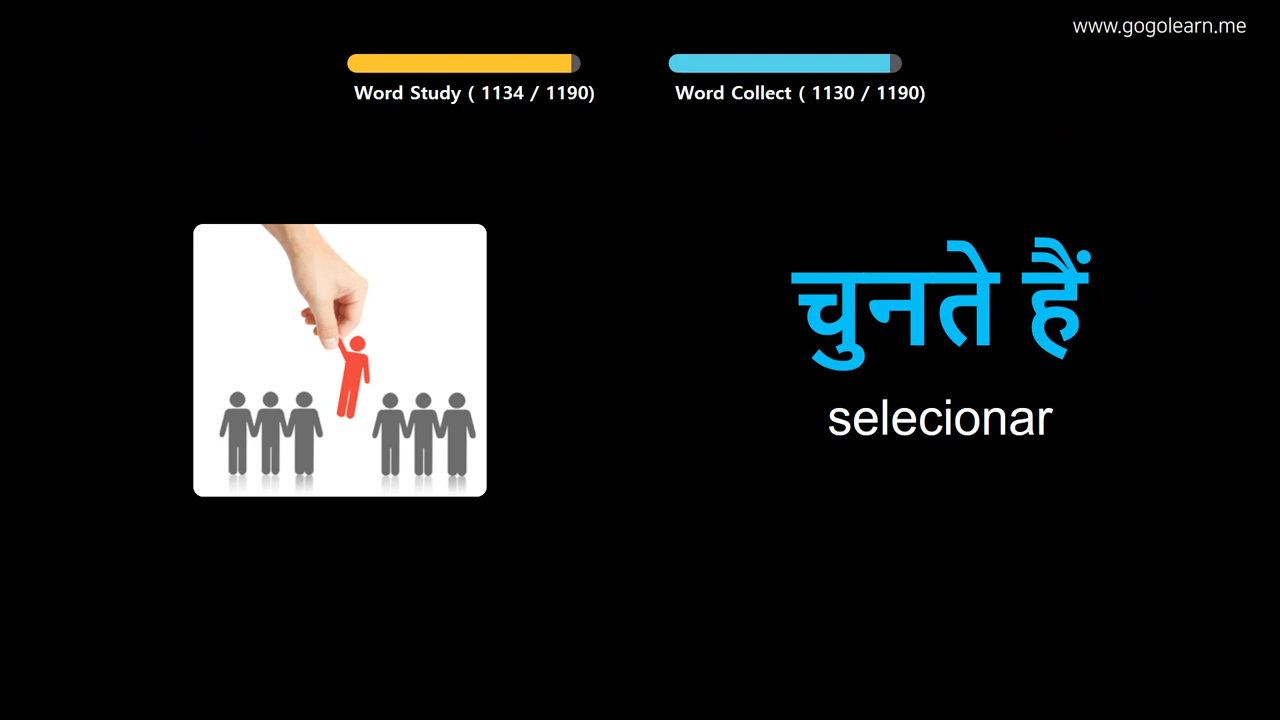 www.gogolearn.me
Word Study ( 1134 / 1190)
Word Collect ( 1130 / 1190)
चुनते हैं
selecionar